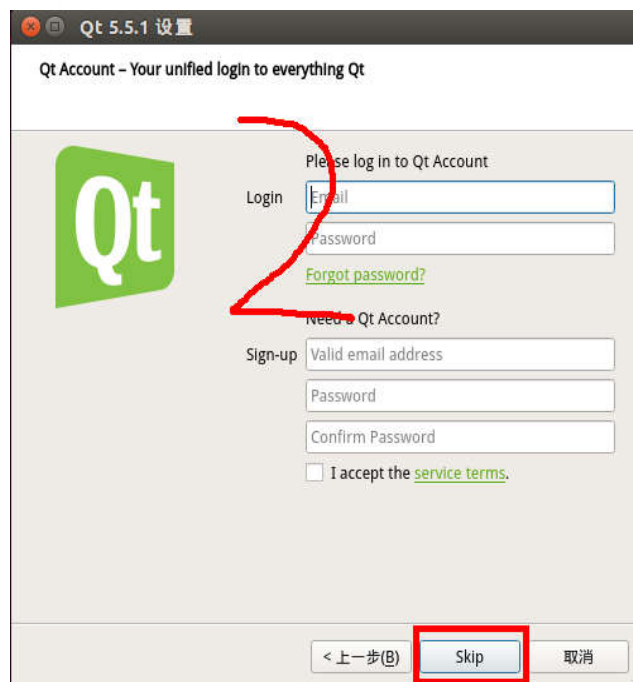 Qt 5.5.1 设置
Qt Account – Your unified login to everything Qt
Qt
2
Please log in to Qt Account
Login Email
Password
Forgot password?
Need a Qt Account?
Sign-up Valid email address
Password
Confirm Password
I accept the service terms.
< 上一步(B) Skip 取消